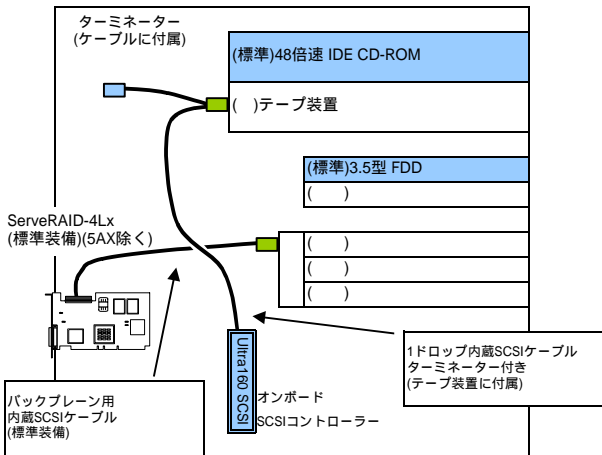 ターミネーター
(ケーブルに付属)
(標準)48倍速 IDE CD-ROM
(　)テープ装置
(標準)3.5型 FDD
(　)
ServeRAID-4Lx
(標準装備)(5AX除く)
(　)
(　)
(　)
Ultra160 SCSI
オンボード
SCSIコントローラー
1ドロップ内蔵SCSIケーブル
ターミネーター付き
(テープ装置に付属)
バックプレーン用
内蔵SCSIケーブル
(標準装備)